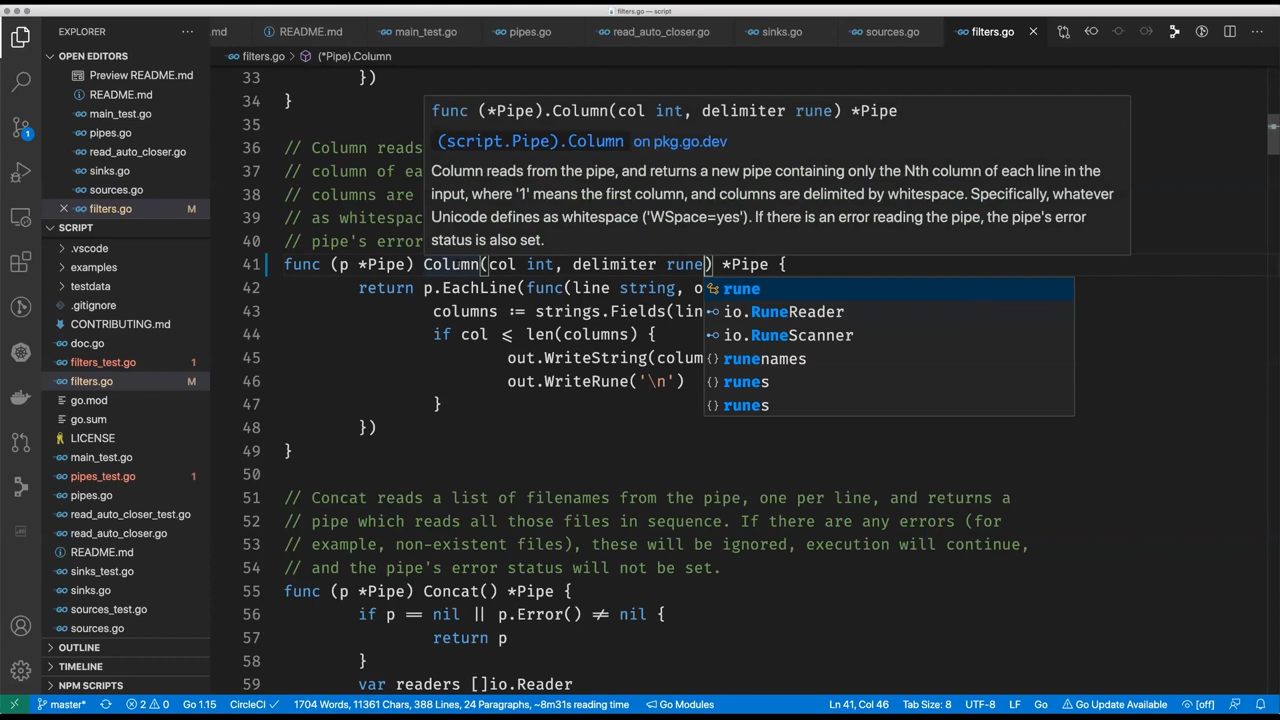 filters.go — script
EXPLORER
.md
README.md
main_test.go
pipes.go
read_auto_closer.go
sinks.go
sources.go
filters.go
OPEN EDITORS
Preview README.md
README.md
main_test.go
pipes.go
read_auto_closer.go
sinks.go
sources.go
filters.go M
SCRIPT
.vscode
examples
testdata
.gitignore
CONTRIBUTING.md
doc.go
filters_test.go 1
filters.go M
go.mod
go.sum
LICENSE
main_test.go
pipes_test.go 1
pipes.go
read_auto_closer_test.go
read_auto_closer.go
README.md
sinks_test.go
sinks.go
sources_test.go
sources.go
OUTLINE
TIMELINE
NPM SCRIPTS
filters.go > (*Pipe).Column
33 })
34 }
35
36 // Column reads
37 // column of ea
38 // columns are
39 // as whitespac
40 // pipe's error
func (*Pipe).Column(col int, delimiter rune) *Pipe
(script.Pipe).Column on pkg.go.dev
Column reads from the pipe, and returns a new pipe containing only the Nth column of each line in the
input, where '1' means the first column, and columns are delimited by whitespace. Specifically, whatever
Unicode defines as whitespace ('WSpace=yes'). If there is an error reading the pipe, the pipe's error
status is also set.
41 func (p *Pipe) Column(col int, delimiter rune) *Pipe {
42 return p.EachLine(func(line string, o
43 columns := strings.Fields(lin
44 if col <= len(columns) {
45 out.WriteString(colum
46 out.WriteRune('\n')
47 }
48 })
49 }
50
rune
io.RuneReader
io.RuneScanner
runenames
runes
runes
51 // Concat reads a list of filenames from the pipe, one per line, and returns a
52 // pipe which reads all those files in sequence. If there are any errors (for
53 // example, non-existent files), these will be ignored, execution will continue,
54 // and the pipe's error status will not be set.
55 func (p *Pipe) Concat() *Pipe {
56 if p == nil || p.Error() != nil {
57 return p
58 }
59 var readers []io.Reader
1
master* 2 0 CircleCI ✓ Go 1.15 1704 Words, 11361 Chars, 388 Lines, 24 Paragraphs, ~8m31s reading time Go Modules Ln 41, Col 46 Tab Size: 8 UTF-8 LF Go Go Update Available [off]